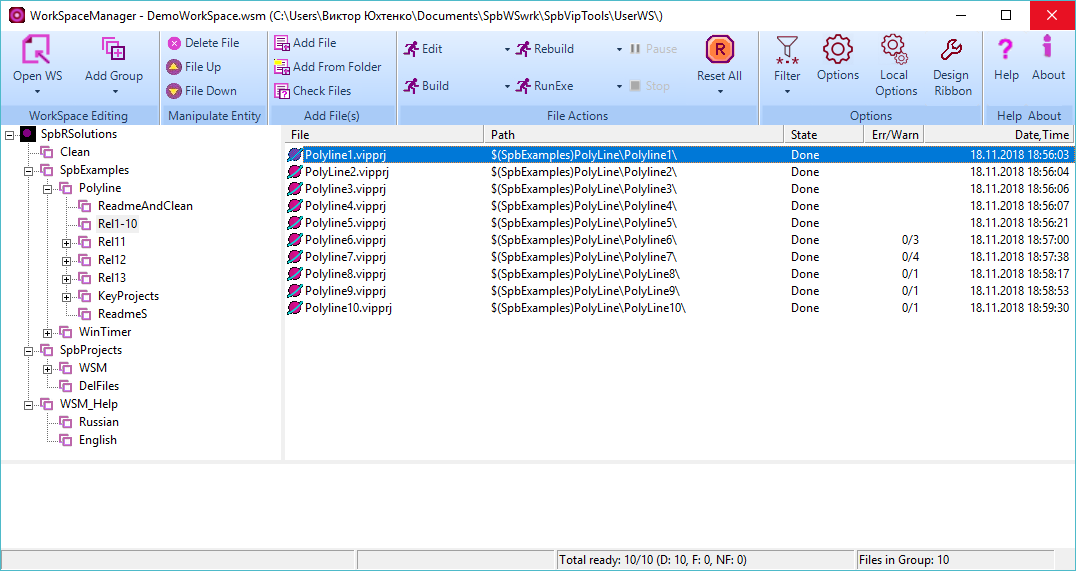 WorkSpaceManager - DemoWorkSpace.wsm (C:\Users\Виктор Юхтенко\Documents\SpbWSwrk\SpbVipTools\UserWS\)
Open WS
Add Group
WorkSpace Editing
Delete File
File Up
File Down
Manipulate Entity
Add File
Add From Folder
Check Files
Add File(s)
Edit
Rebuild
Pause
Build
RunExe
Stop
Reset All
File Actions
Filter
Options
Local Options
Design Ribbon
Options
Help
About
Help About
SpbRSolutions
Clean
SpbExamples
Polyline
ReadmeAndClean
Rel1-10
Rel11
Rel12
Rel13
KeyProjects
ReadmeS
WinTimer
SpbProjects
WSM
DelFiles
WSM_Help
Russian
English
File Path State Err/Warn Date,Time
Polyline1.vipprj $(SpbExamples)PolyLine\Polyline1\ Done 18.11.2018 18:56:03
PolyLine2.vipprj $(SpbExamples)PolyLine\Polyline2\ Done 18.11.2018 18:56:04
Polyline3.vipprj $(SpbExamples)PolyLine\Polyline3\ Done 18.11.2018 18:56:06
Polyline4.vipprj $(SpbExamples)PolyLine\Polyline4\ Done 18.11.2018 18:56:07
Polyline5.vipprj $(SpbExamples)PolyLine\Polyline5\ Done 18.11.2018 18:56:21
Polyline6.vipprj $(SpbExamples)PolyLine\Polyline6\ Done 0/3 18.11.2018 18:57:00
Polyline7.vipprj $(SpbExamples)PolyLine\Polyline7\ Done 0/4 18.11.2018 18:57:38
Polyline8.vipprj $(SpbExamples)PolyLine\PolyLine8\ Done 0/1 18.11.2018 18:58:17
Polyline9.vipprj $(SpbExamples)PolyLine\PolyLine9\ Done 0/1 18.11.2018 18:58:53
Polyline10.vipprj $(SpbExamples)PolyLine\PolyLine10\ Done 0/1 18.11.2018 18:59:30
Total ready: 10/10 (D: 10, F: 0, NF: 0)
Files in Group: 10